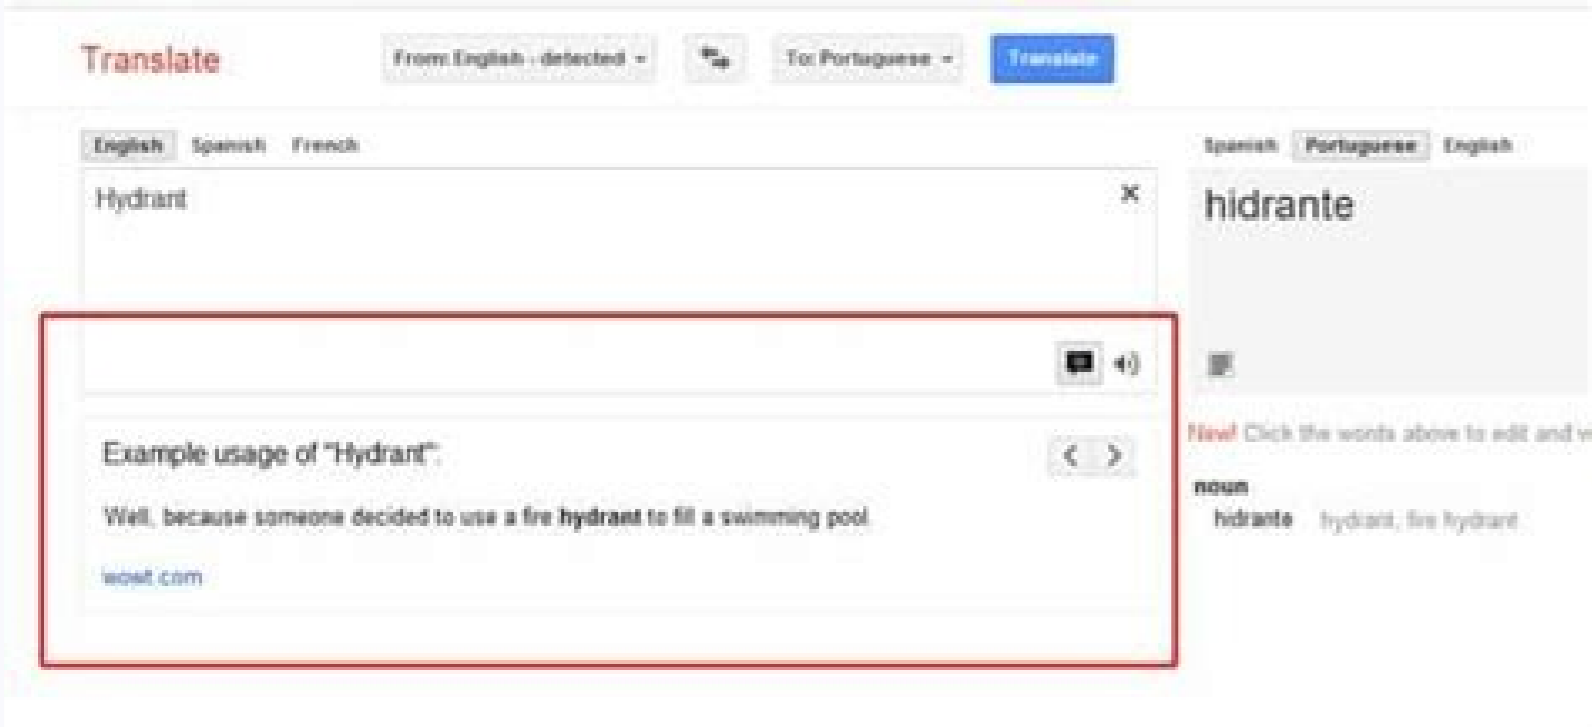 Translate
From: English - detected
To: Portuguese
Translate
English Spanish French
Hydrant
Spanish Portuguese English
hidrante
Example usage of "Hydrant":
Well, because someone decided to use a fire hydrant to fill a swimming pool.
wowt.com
New! Click the words above to edit and
noun
hidrante hydrant, fire hydrant